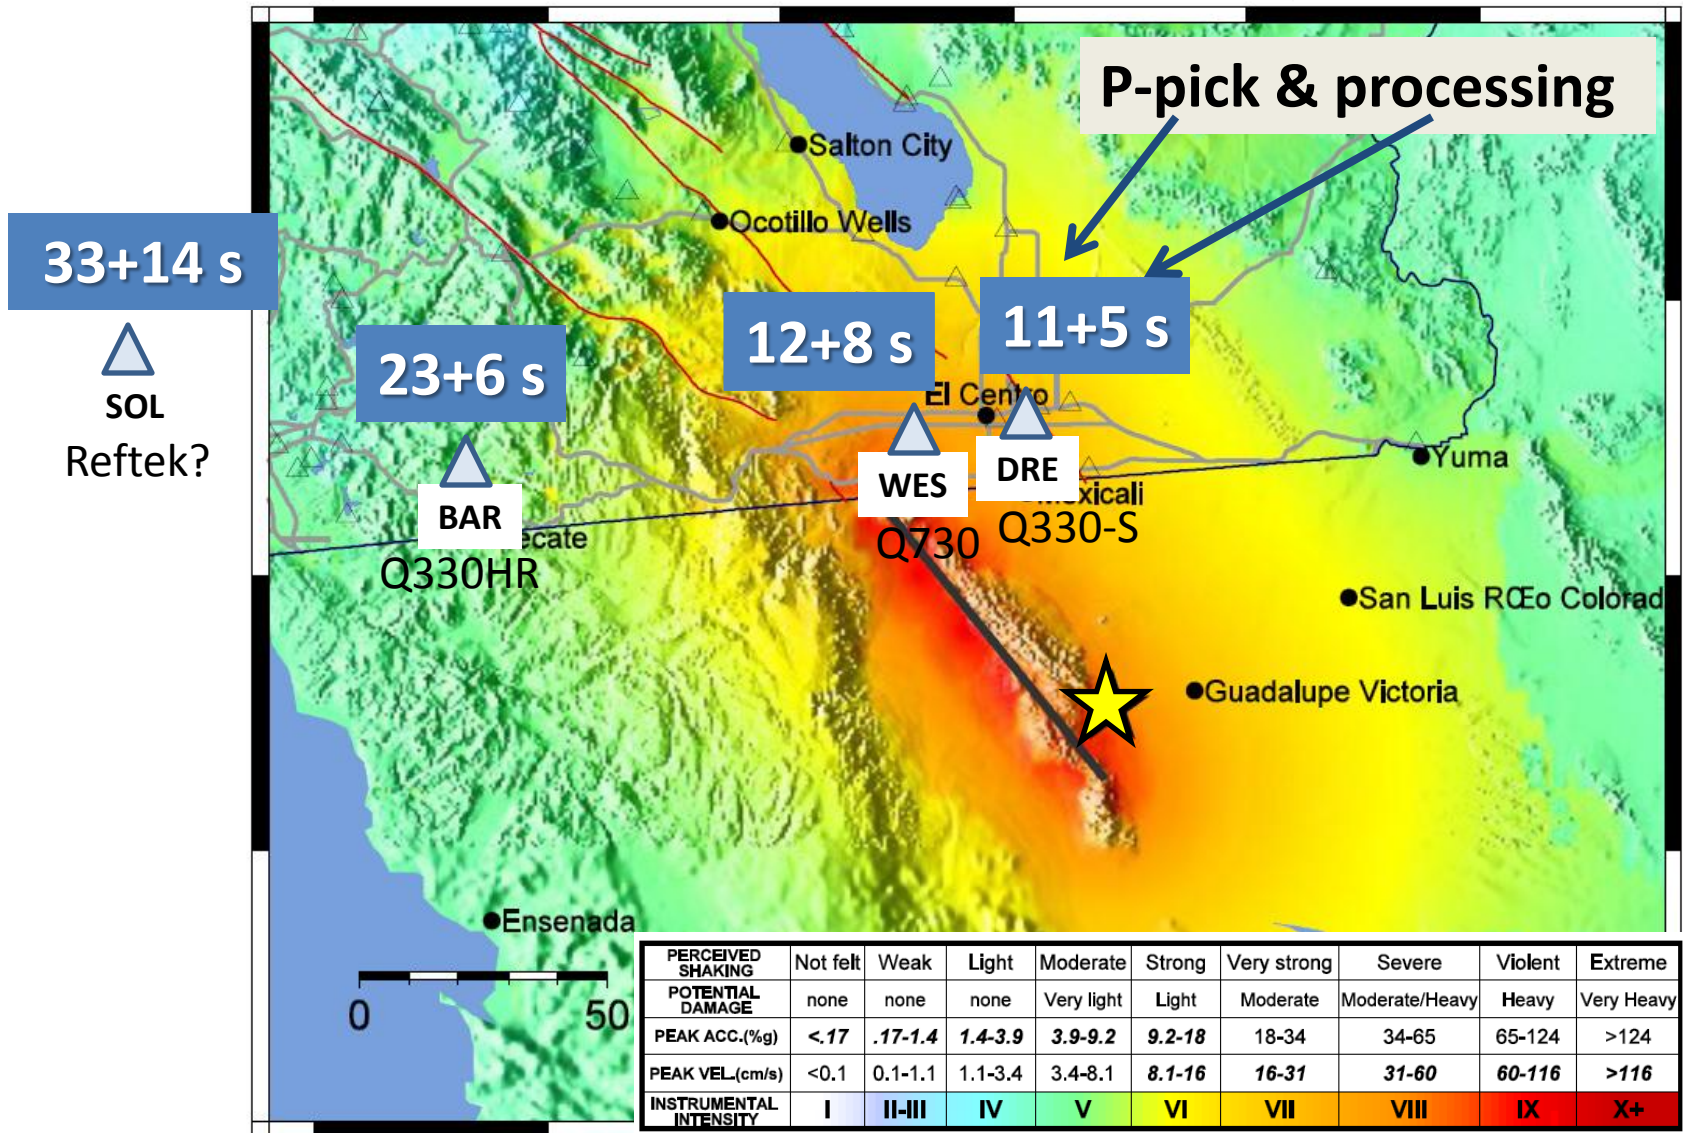 P-pick & processing
Salton City
Ocotillo Wells
33+14 s
SOL
Reftek?
23+6 s
12+8 s
11+5 s
El Centro
BAR
Q330HR
ecate
WES
Q730
DRE
Q330-S
Mexicali
Yuma
San Luis RŒo Colorad
Guadalupe Victoria
Ensenada
0 50
PERCEIVED SHAKING Not felt Weak Light Moderate Strong Very strong Severe Violent Extreme
POTENTIAL DAMAGE none none none Very light Light Moderate Moderate/Heavy Heavy Very Heavy
PEAK ACC.(%g) <.17 .17-1.4 1.4-3.9 3.9-9.2 9.2-18 18-34 34-65 65-124 >124
PEAK VEL.(cm/s) <0.1 0.1-1.1 1.1-3.4 3.4-8.1 8.1-16 16-31 31-60 60-116 >116
INSTRUMENTAL INTENSITY I II-III IV V VI VII VIII IX X+